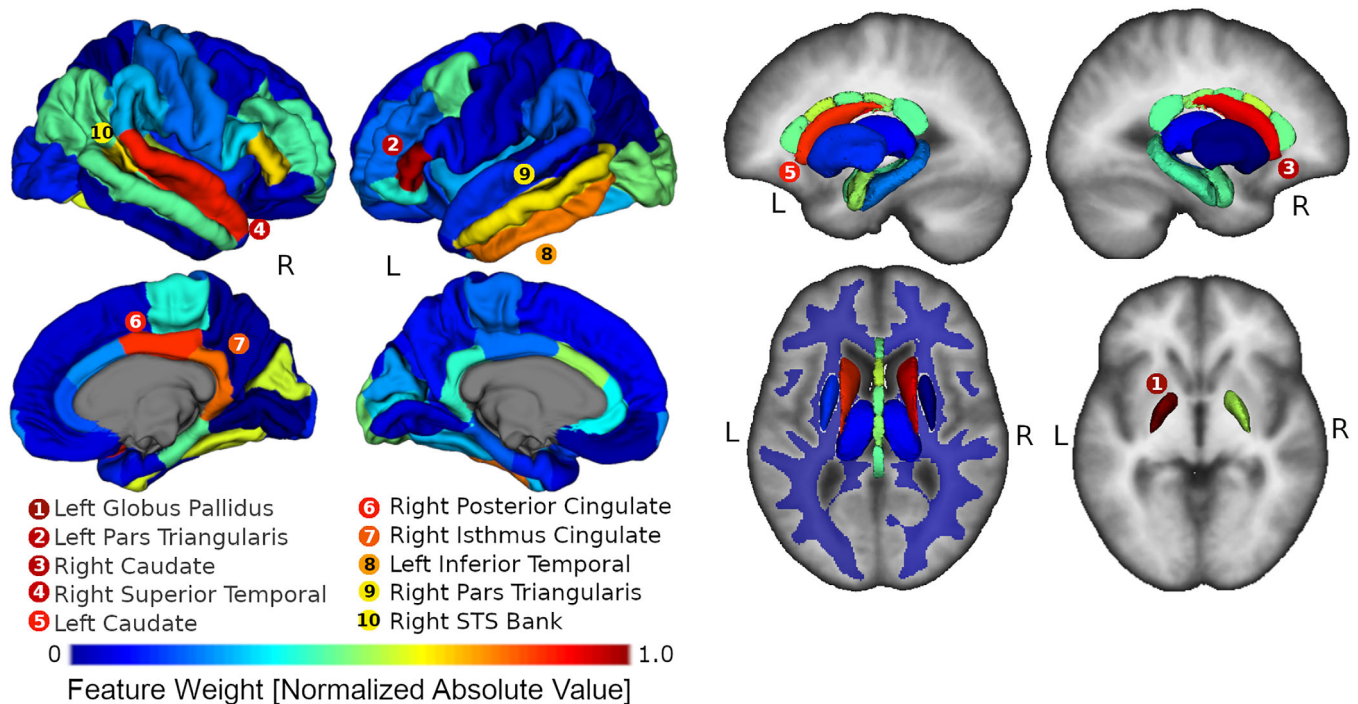 10
2
9
4
8
R
L
6
7
5
3
L
R
1
L
R
L
R
1 Left Globus Pallidus
2 Left Pars Triangularis
3 Right Caudate
4 Right Superior Temporal
5 Left Caudate
6 Right Posterior Cingulate
7 Right Isthmus Cingulate
8 Left Inferior Temporal
9 Right Pars Triangularis
10 Right STS Bank
0 1.0
Feature Weight [Normalized Absolute Value]